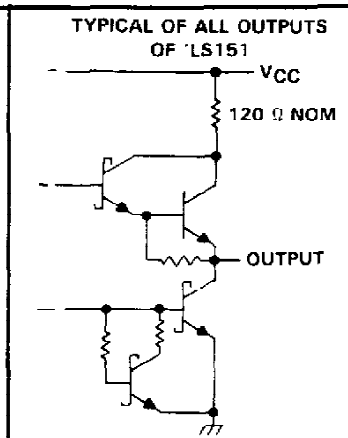 TYPICAL OF ALL OUTPUTS
OF 'LS151
VCC
120 Ω NOM
OUTPUT